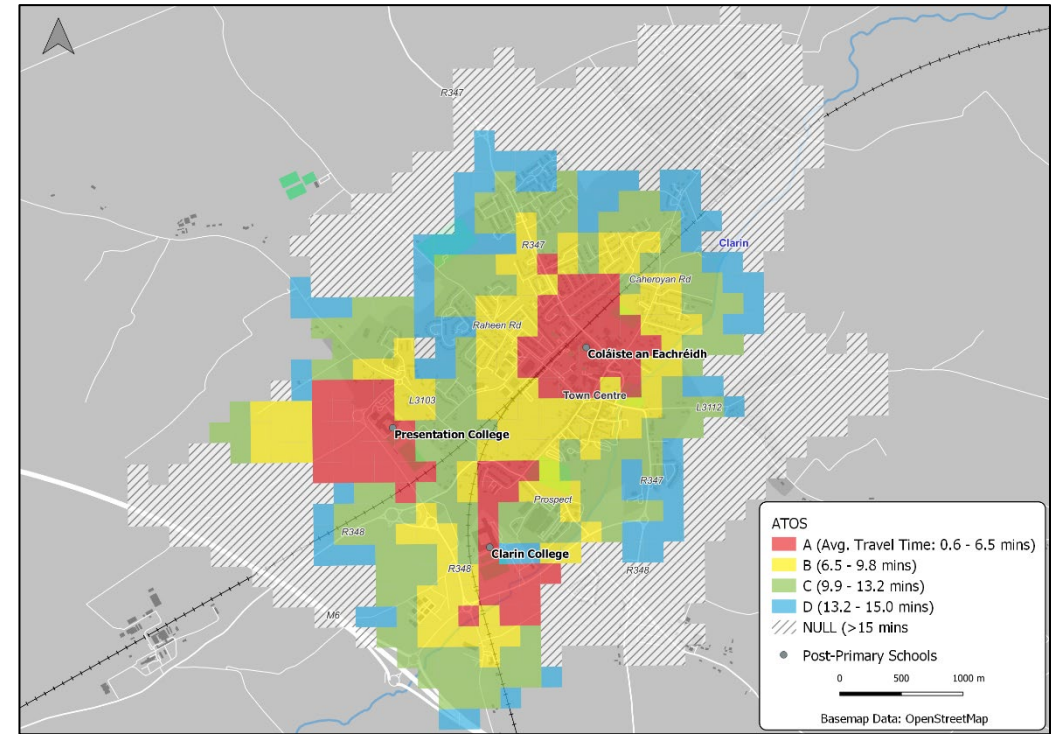 R347
Clarin
R347
Caheroyan Rd
Raheen Rd
Coláiste an Eachréidh
Town Centre
L3103
L3112
Presentation College
R347
Prospect
R348
Clarin College
R348
R348
M6
ATOS
A (Avg. Travel Time: 0.6 - 6.5 mins)
B (6.5 - 9.8 mins)
C (9.9 - 13.2 mins)
D (13.2 - 15.0 mins)
NULL (>15 mins
Post-Primary Schools
0 500 1000 m
Basemap Data: OpenStreetMap